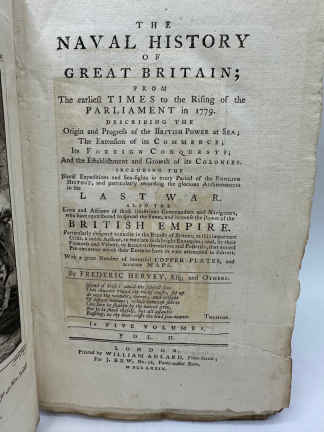 THE
NAVAL HISTORY
OF
GREAT BRITAIN;
FROM
The earliest TIMES to the Rising of the
PARLIAMENT in 1779.
DESCRIBING THE
Origin and Progress of the BRITISH POWER at SEA;
The Extension of its COMMERCE;
Its FOREIGN CONQUESTS;
And the Establishment and Growth of its COLONIES.
INCLUDING THE
Naval Expeditions and Sea-fights in every Period of the ENGLISH
HISTORY, and particularly recording the glorious Atchievements
in the
LAST WAR.
ALSO THE
Lives and Actions of those illustrious Commanders and Navigators,
who have contributed to spread the Fame, and extend the Power of the
BRITISH EMPIRE.
With a great Number of beautiful COPPER-PLATES, and
accurate MAPS.
By FREDERIC HERVEY, Esq; and OTHERS.
THOMSON.
IN FIVE VOLUMES.
VOL. II.
LONDON,
Printed by WILLIAM ADLARD, Fleet-Street;
For J. BEW, No. 28, Pater-noster Row,
MDCCLXXIX.